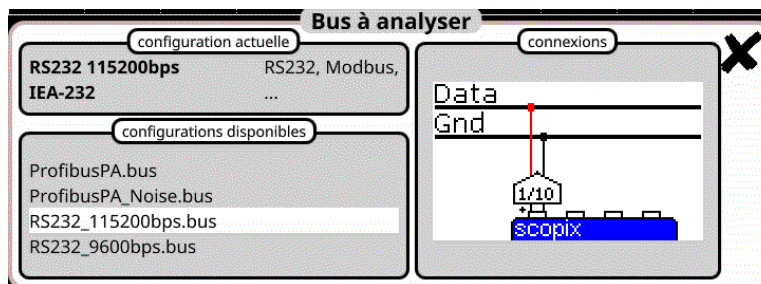 Bus à analyser
configuration actuelle
RS232 115200bps RS232, Modbus,
IEA-232 ...
configurations disponibles
ProfibusPA.bus
ProfibusPA_Noise.bus
RS232_115200bps.bus
RS232_9600bps.bus
connexions
Data
Gnd
1/10
+
scopix